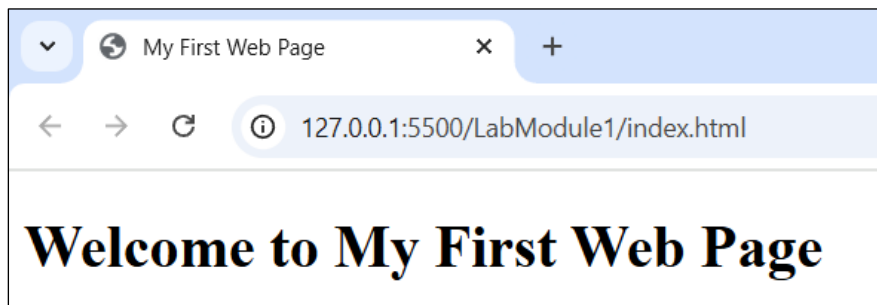 My First Web Page
127.0.0.1:5500/LabModule1/index.html
Welcome to My First Web Page